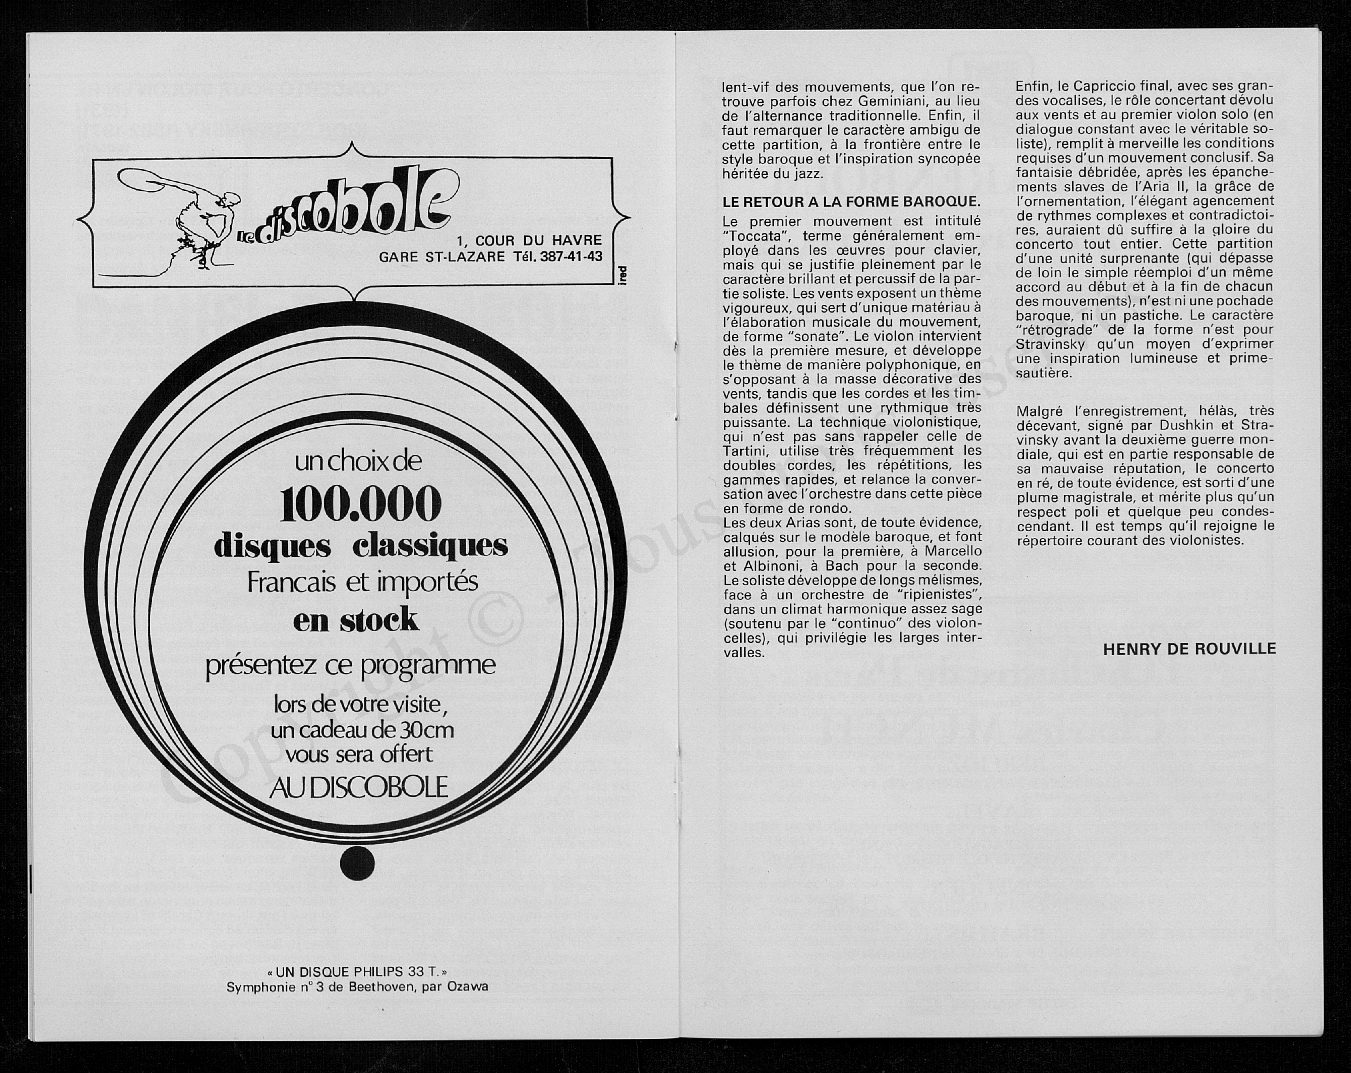 le discobole
1, COUR DU HAVRE
GARE ST-LAZARE Tél. 387-41-43
ired
un choix de
100.000
disques classiques
Francais et importés
en stock
présentez ce programme
lors de votre visite,
un cadeau de 30cm
vous sera offert
AU DISCOBOLE
« UN DISQUE PHILIPS 33 T. »
Symphonie n° 3 de Beethoven, par Ozawa
lent-vif des mouvements, que l'on re-
trouve parfois chez Geminiani, au lieu
de l'alternance traditionnelle. Enfin, il
faut remarquer le caractère ambigu de
cette partition, à la frontière entre le
style baroque et l'inspiration syncopée
héritée du jazz.
LE RETOUR A LA FORME BAROQUE.
Le premier mouvement est intitulé
"Toccata", terme généralement em-
ployé dans les œuvres pour clavier,
mais qui se justifie pleinement par le
caractère brillant et percussif de la par-
tie soliste. Les vents exposent un thème
vigoureux, qui sert d'unique matériau à
l'élaboration musicale du mouvement,
de forme "sonate". Le violon intervient
dès la première mesure, et développe
le thème de manière polyphonique, en
s'opposant à la masse décorative des
vents, tandis que les cordes et les tim-
bales définissent une rythmique très
puissante. La technique violonistique,
qui n'est pas sans rappeler celle de
Tartini, utilise très fréquemment les
doubles cordes, les répétitions, les
gammes rapides, et relance la conver-
sation avec l'orchestre dans cette pièce
en forme de rondo.
Les deux Arias sont, de toute évidence,
calqués sur le modèle baroque, et font
allusion, pour la première, à Marcello
et Albinoni, à Bach pour la seconde.
Le soliste développe de longs mélismes,
face à un orchestre de "ripienistes",
dans un climat harmonique assez sage
(soutenu par le "continuo" des violon-
celles), qui privilégie les larges inter-
valles.
Enfin, le Capriccio final, avec ses gran-
des vocalises, le rôle concertant dévolu
aux vents et au premier violon solo (en
dialogue constant avec le véritable so-
liste), remplit à merveille les conditions
requises d'un mouvement conclusif. Sa
fantaisie débridée, après les épanche-
ments slaves de l'Aria II, la grâce de
l'ornementation, l'élégant agencement
de rythmes complexes et contradictoi-
res, auraient dû suffire à la gloire du
concerto tout entier. Cette partition
d'une unité surprenante (qui dépasse
de loin le simple réemploi d'un même
accord au début et à la fin de chacun
des mouvements), n'est ni une pochade
baroque, ni un pastiche. Le caractère
"rétrograde" de la forme n'est pour
Stravinsky qu'un moyen d'exprimer
une inspiration lumineuse et prime-
sautière.
Malgré l'enregistrement, hélàs, très
décevant, signé par Dushkin et Stra-
vinsky avant la deuxième guerre mon-
diale, qui est en partie responsable de
sa mauvaise réputation, le concerto
en ré, de toute évidence, est sorti d'une
plume magistrale, et mérite plus qu'un
respect poli et quelque peu condes-
cendant. Il est temps qu'il rejoigne le
répertoire courant des violonistes.
HENRY DE ROUVILLE
Copyright © Tous